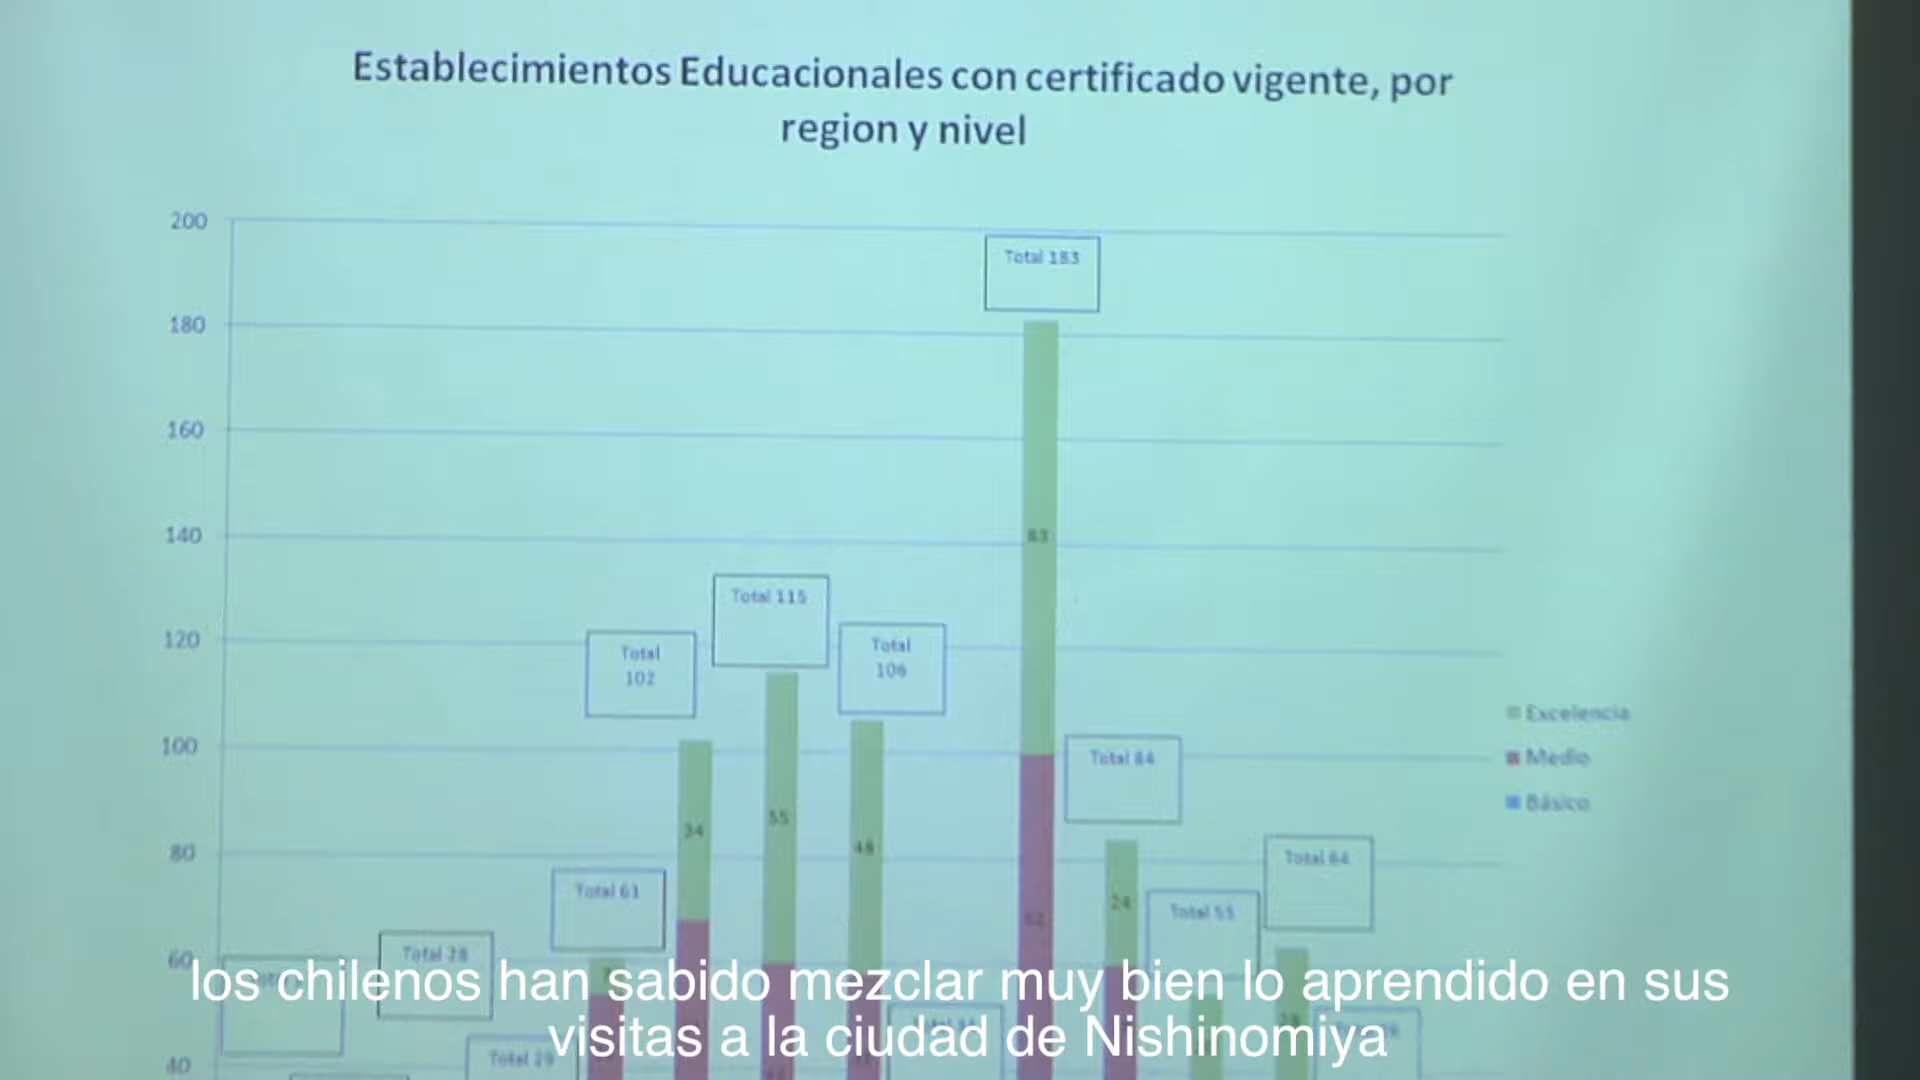 Establecimientos Educacionales con certificado vigente, por
region y nivel
200
Total 183
180
160
140
83
120
Total 115
Total
102
Total
106
100
Total 84
Excelencia
Medio
Básico
80
34
55
48
Total 61
24
Total 55
Total 64
62
60
Total 28
los chilenos han sabido mezclar muy bien lo aprendido en sus
visitas a la ciudad de Nishinomiya
40
Total 29